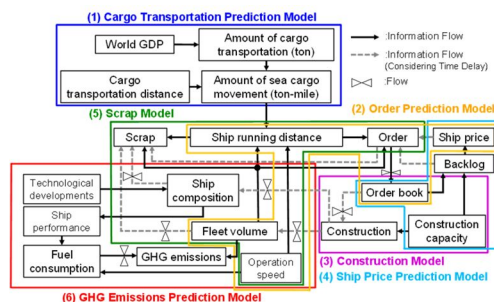 (1) Cargo Transportation Prediction Model
World GDP
Amount of cargo
transportation (ton)
:Information Flow
:Information Flow
(Considering Time Delay)
:Flow
Cargo
transportation distance
Amount of sea cargo
movement (ton-mile)
(5) Scrap Model
(2) Order Prediction Model
Scrap
Ship running distance
Order
Ship price
Backlog
Technological
developments
Ship
composition
Order book
Ship
performance
Fleet volume
Construction
Construction
capacity
Fuel
consumption
GHG emissions
Operation
speed
(3) Construction Model
(4) Ship Price Prediction Model
(6) GHG Emissions Prediction Model